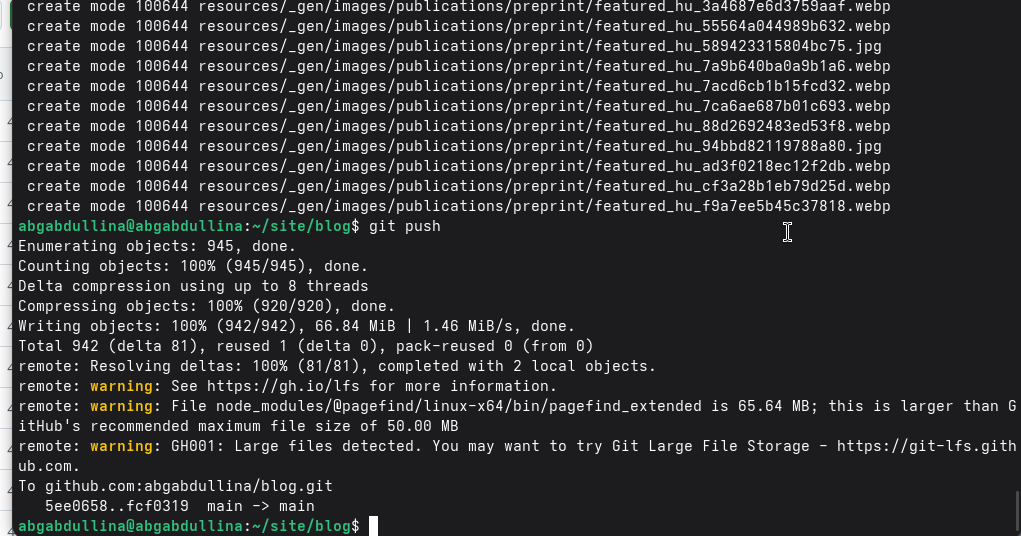 create mode 100644 resources/_gen/images/publications/preprint/featured_hu_3a4687e6d3759aaf.webp
create mode 100644 resources/_gen/images/publications/preprint/featured_hu_55564a044989b632.webp
create mode 100644 resources/_gen/images/publications/preprint/featured_hu_589423315804bc75.jpg
create mode 100644 resources/_gen/images/publications/preprint/featured_hu_7a9b640ba0a9b1a6.webp
create mode 100644 resources/_gen/images/publications/preprint/featured_hu_7acd6cb1b15fcd32.webp
create mode 100644 resources/_gen/images/publications/preprint/featured_hu_7ca6ae687b01c693.webp
create mode 100644 resources/_gen/images/publications/preprint/featured_hu_88d2692483ed53f8.webp
create mode 100644 resources/_gen/images/publications/preprint/featured_hu_94bbd82119788a80.jpg
create mode 100644 resources/_gen/images/publications/preprint/featured_hu_ad3f0218ec12f2db.webp
create mode 100644 resources/_gen/images/publications/preprint/featured_hu_cf3a28b1eb79d25d.webp
create mode 100644 resources/_gen/images/publications/preprint/featured_hu_f9a7ee5b45c37818.webp
abgabdullina@abgabdullina:~/site/blog$ git push
Enumerating objects: 945, done.
Counting objects: 100% (945/945), done.
Delta compression using up to 8 threads
Compressing objects: 100% (920/920), done.
Writing objects: 100% (942/942), 66.84 MiB | 1.46 MiB/s, done.
Total 942 (delta 81), reused 1 (delta 0), pack-reused 0 (from 0)
remote: Resolving deltas: 100% (81/81), completed with 2 local objects.
remote: warning: See https://gh.io/lfs for more information.
remote: warning: File node_modules/@pagefind/linux-x64/bin/pagefind_extended is 65.64 MB; this is larger than G
itHub's recommended maximum file size of 50.00 MB
remote: warning: GH001: Large files detected. You may want to try Git Large File Storage - https://git-lfs.gith
ub.com.
To github.com:abgabdullina/blog.git
5ee0658..fcf0319 main -> main
abgabdullina@abgabdullina:~/site/blog$